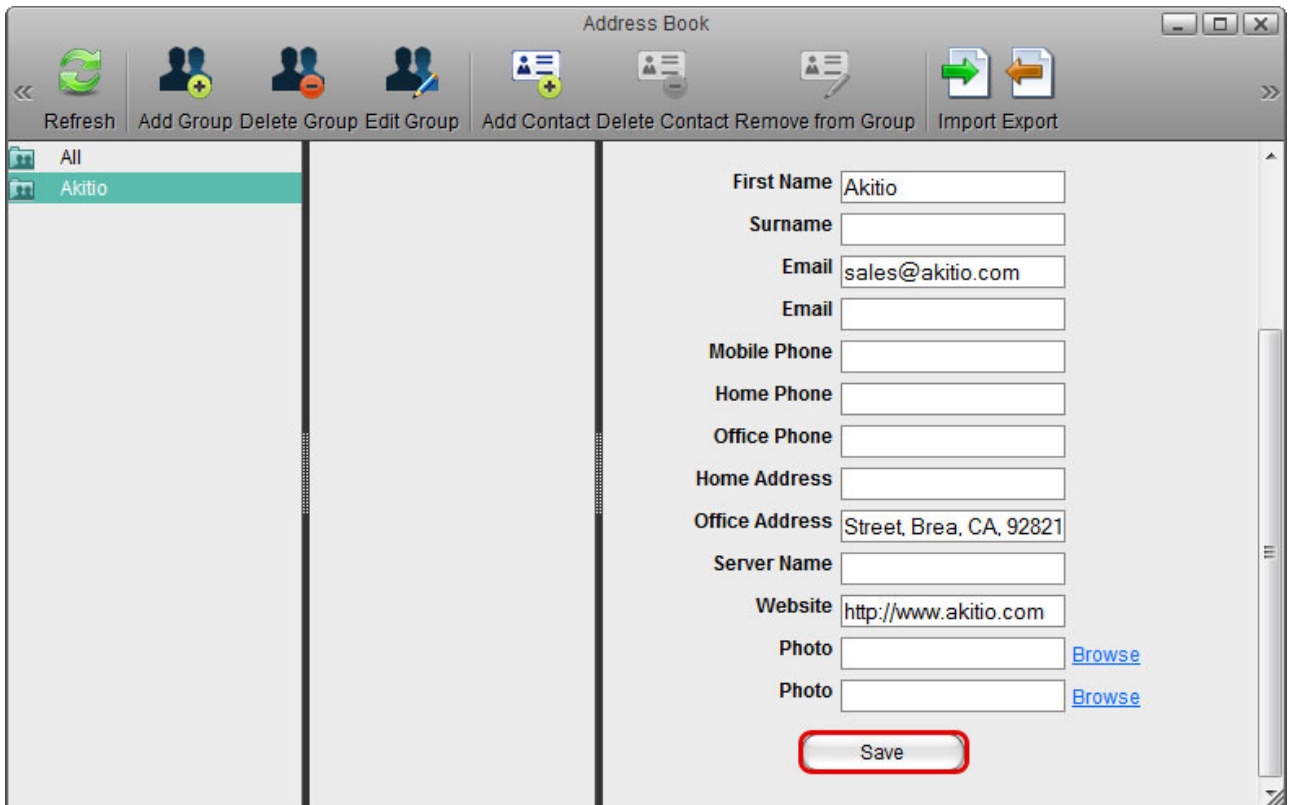 Address Book
« »
Refresh Add Group Delete Group Edit Group Add Contact Delete Contact Remove from Group Import Export
All
Akitio
First Name Akitio
Surname
Email sales@akitio.com
Email
Mobile Phone
Home Phone
Office Phone
Home Address
Office Address Street, Brea, CA, 92821
Server Name
Website http://www.akitio.com
Photo Browse
Photo Browse
Save